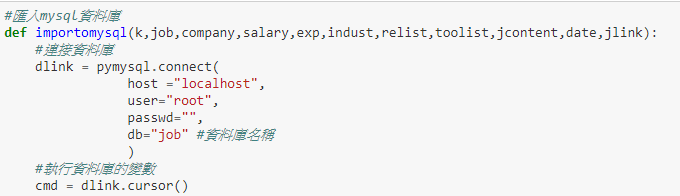 #匯入mysql資料庫
def importomysql(k,job,company,salary,exp,indust,relist,toolist,jcontent,date,jlink):
    #連接資料庫
    dlink = pymysql.connect(
                host ="localhost",
                user="root",
                passwd="",
                db="job" #資料庫名稱
                )
    #執行資料庫的變數
    cmd = dlink.cursor()